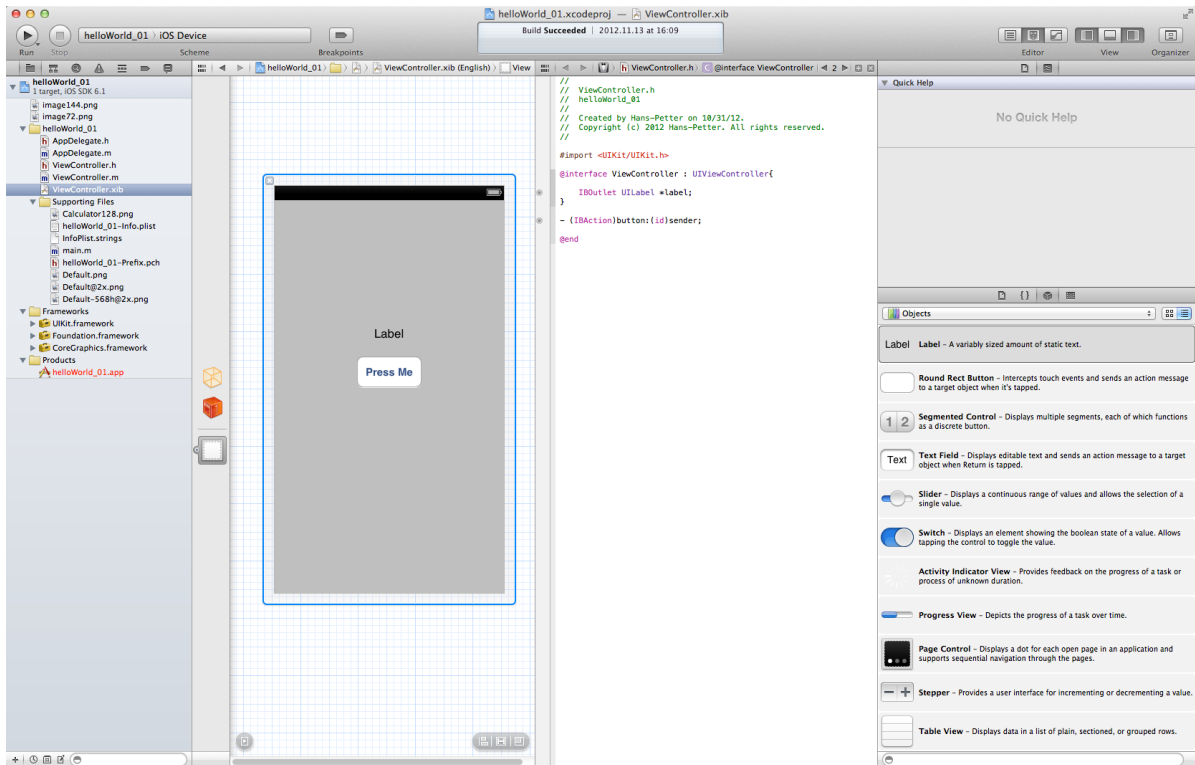 helloWorld_01.xcodeproj — ViewController.xib
Run
Stop
helloWorld_01 〉 iOS Device
Scheme
Breakpoints
Build Succeeded | 2012.11.13 at 16:09
Editor
View
Organizer
helloWorld_01
1 target, iOS SDK 6.1
image144.png
image72.png
helloWorld_01
AppDelegate.h
AppDelegate.m
ViewController.h
ViewController.m
ViewController.xib
Supporting Files
Calculator128.png
helloWorld_01-Info.plist
InfoPlist.strings
main.m
helloWorld_01-Prefix.pch
Default.png
Default@2x.png
Default-568h@2x.png
Frameworks
UIKit.framework
Foundation.framework
CoreGraphics.framework
Products
helloWorld_01.app
helloWorld_01 〉 〉 〉 ViewController.xib (English) 〉 View
Label
Press Me
〉 ViewController.h 〉 @interface ViewController 2
//
// ViewController.h
// helloWorld_01
//
// Created by Hans-Petter on 10/31/12.
// Copyright (c) 2012 Hans-Petter. All rights reserved.
//
#import <UIKit/UIKit.h>
@interface ViewController : UIViewController{
IBOutlet UILabel *label;
}
- (IBAction)button:(id)sender;
@end
Quick Help
No Quick Help
{}
Objects
Label
Label – A variably sized amount of static text.
Round Rect Button – Intercepts touch events and sends an action message
to a target object when it's tapped.
1 2
Segmented Control – Displays multiple segments, each of which functions
as a discrete button.
Text
Text Field – Displays editable text and sends an action message to a target
object when Return is tapped.
Slider – Displays a continuous range of values and allows the selection of a
single value.
Switch – Displays an element showing the boolean state of a value. Allows
tapping the control to toggle the value.
Activity Indicator View – Provides feedback on the progress of a task or
process of unknown duration.
Progress View – Depicts the progress of a task over time.
Page Control – Displays a dot for each open page in an application and
supports sequential navigation through the pages.
Stepper – Provides a user interface for incrementing or decrementing a value.
Table View – Displays data in a list of plain, sectioned, or grouped rows.